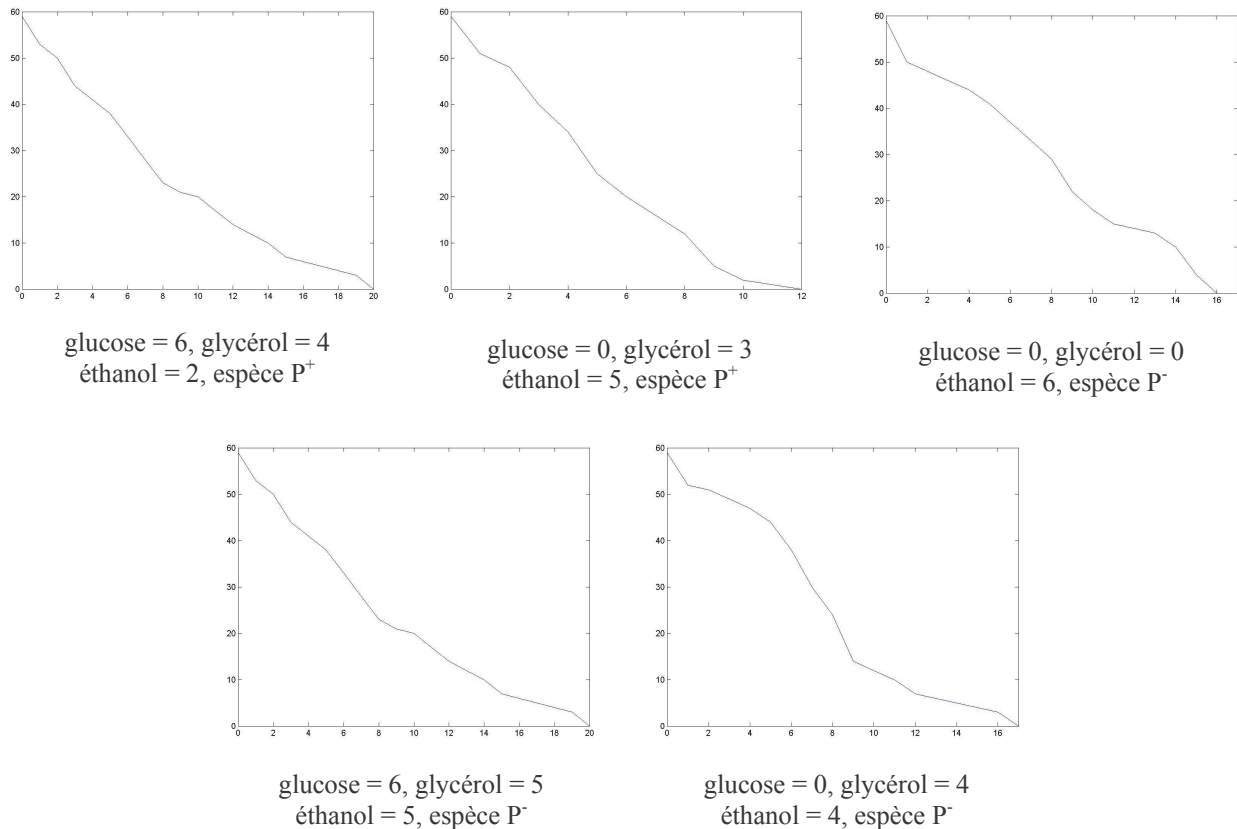 60
50
40
30
20
10
0
0 2 4 6 8 10 12 14 16 18 20
glucose = 6, glycérol = 4
éthanol = 2, espèce P⁺
60
50
40
30
20
10
0
0 2 4 6 8 10 12
glucose = 0, glycérol = 3
éthanol = 5, espèce P⁺
60
50
40
30
20
10
0
0 2 4 6 8 10 12 14 16
glucose = 0, glycérol = 0
éthanol = 6, espèce P⁻
60
50
40
30
20
10
0
0 2 4 6 8 10 12 14 16 18 20
glucose = 6, glycérol = 5
éthanol = 5, espèce P⁻
60
50
40
30
20
10
0
0 2 4 6 8 10 12 14 16
glucose = 0, glycérol = 4
éthanol = 4, espèce P⁻